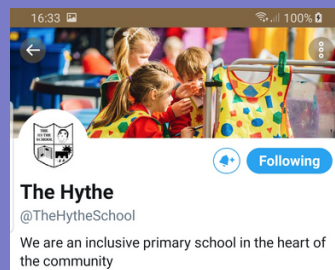 16:33 100%
Following
The Hythe
@TheHytheSchool
We are an inclusive primary school in the heart of
the community